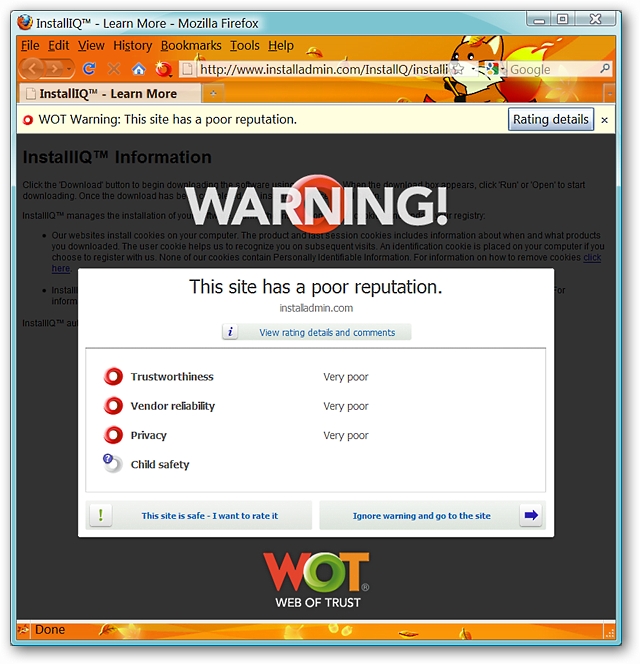 InstallIQ™ - Learn More - Mozilla Firefox
File Edit View History Bookmarks Tools Help
http://www.installadmin.com/InstallQ/installi
Google
InstallIQ™ - Learn More
WOT Warning: This site has a poor reputation.
Rating details
InstallIQ™ Information
Click the 'Download' button to begin downloading the software using When the download box appears, click 'Run' or 'Open' to start
downloading. Once the download has be
WARNING!
InstallIQ™ manages the installation of your registry:
Our websites install cookies on your computer. The product and last session cookies includes information about when and what products
you downloaded. The user cookie helps us to recognize you on subsequent visits. An identification cookie is placed on your computer if you
choose to register with us. None of our cookies contain Personally Identifiable Information. For information on how to remove cookies click
here.
Install For
inform
InstallIQ™ au
This site has a poor reputation.
installadmin.com
i View rating details and comments
Trustworthiness Very poor
Vendor reliability Very poor
Privacy Very poor
? Child safety
! This site is safe - I want to rate it
Ignore warning and go to the site
WOT®
WEB OF TRUST
Done